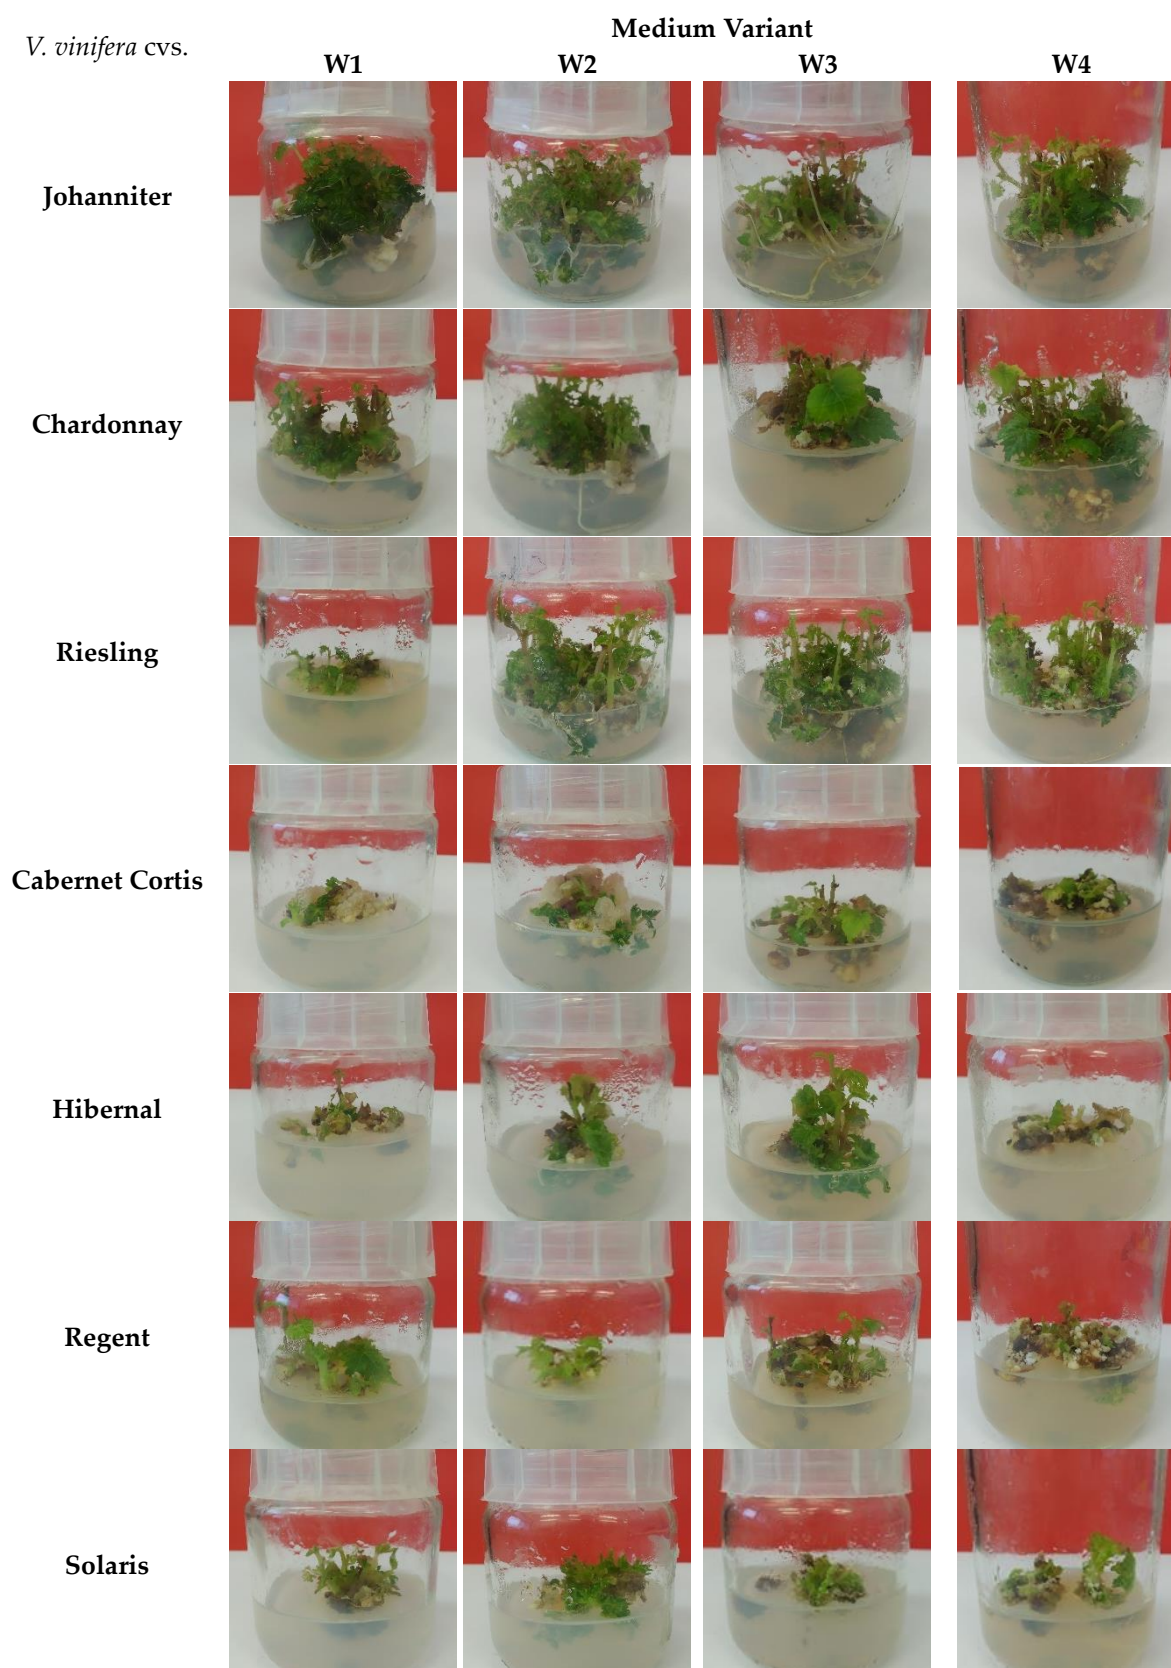 Medium Variant
V. vinifera cvs.
W1 W2 W3 W4
Johanniter
Chardonnay
Riesling
Cabernet Cortis
Hibernal
Regent
Solaris